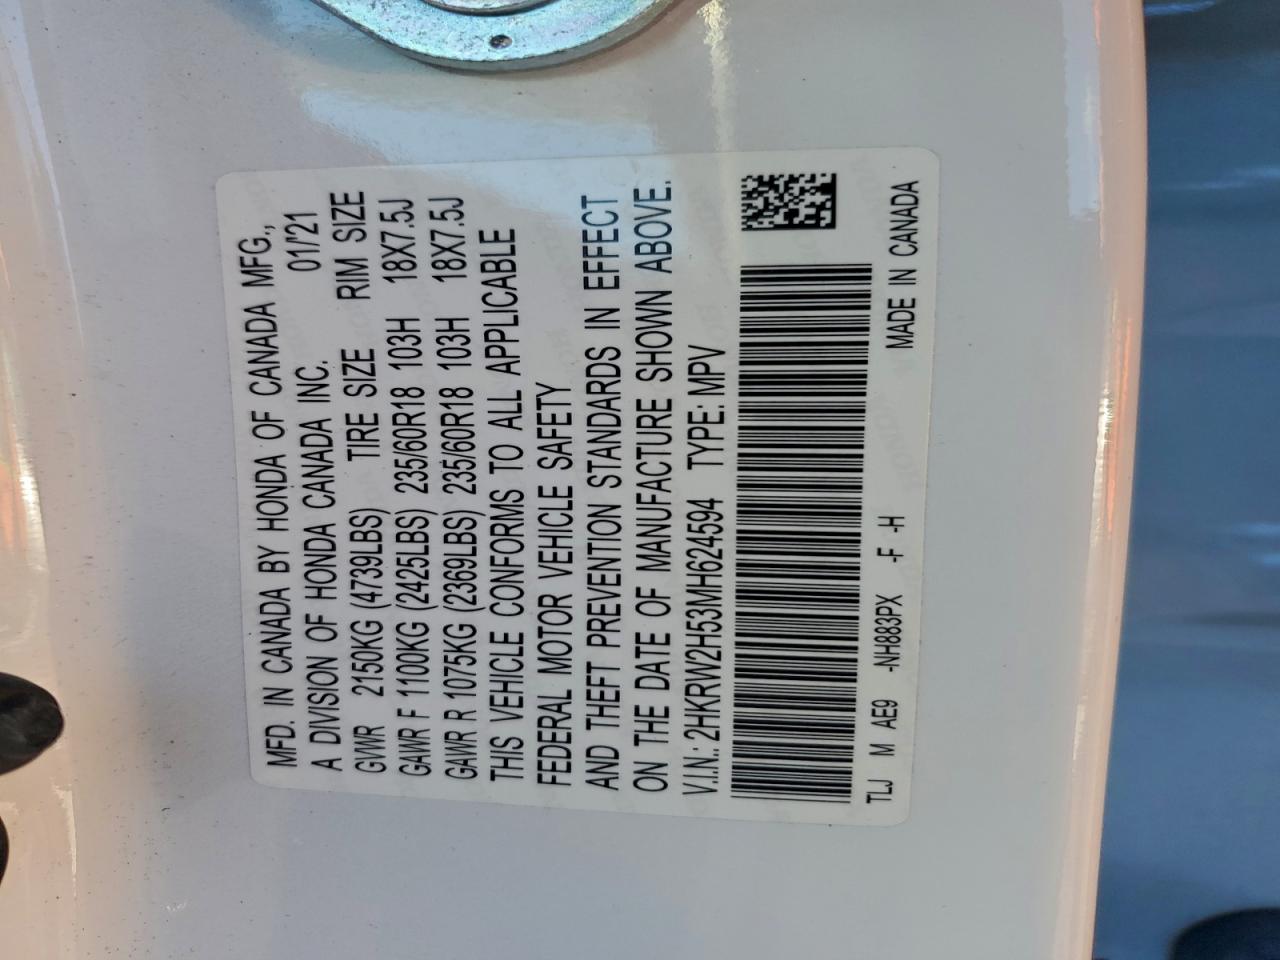 MFD. IN CANADA BY HONDA OF CANADA MFG.,
A DIVISION OF HONDA CANADA INC. 01/'21
GVWR 2150KG (4739LBS) TIRE SIZE RIM SIZE
GAWR F 1100KG (2425LBS) 235/60R18 103H 18X7.5J
GAWR R 1075KG (2369LBS) 235/60R18 103H 18X7.5J
THIS VEHICLE CONFORMS TO ALL APPLICABLE
FEDERAL MOTOR VEHICLE SAFETY
AND THEFT PREVENTION STANDARDS IN EFFECT
ON THE DATE OF MANUFACTURE SHOWN ABOVE.
V.I.N.: 2HKRW2H53MH624594 TYPE: MPV
TLJ M AE9 -NH883PX -F -H MADE IN CANADA